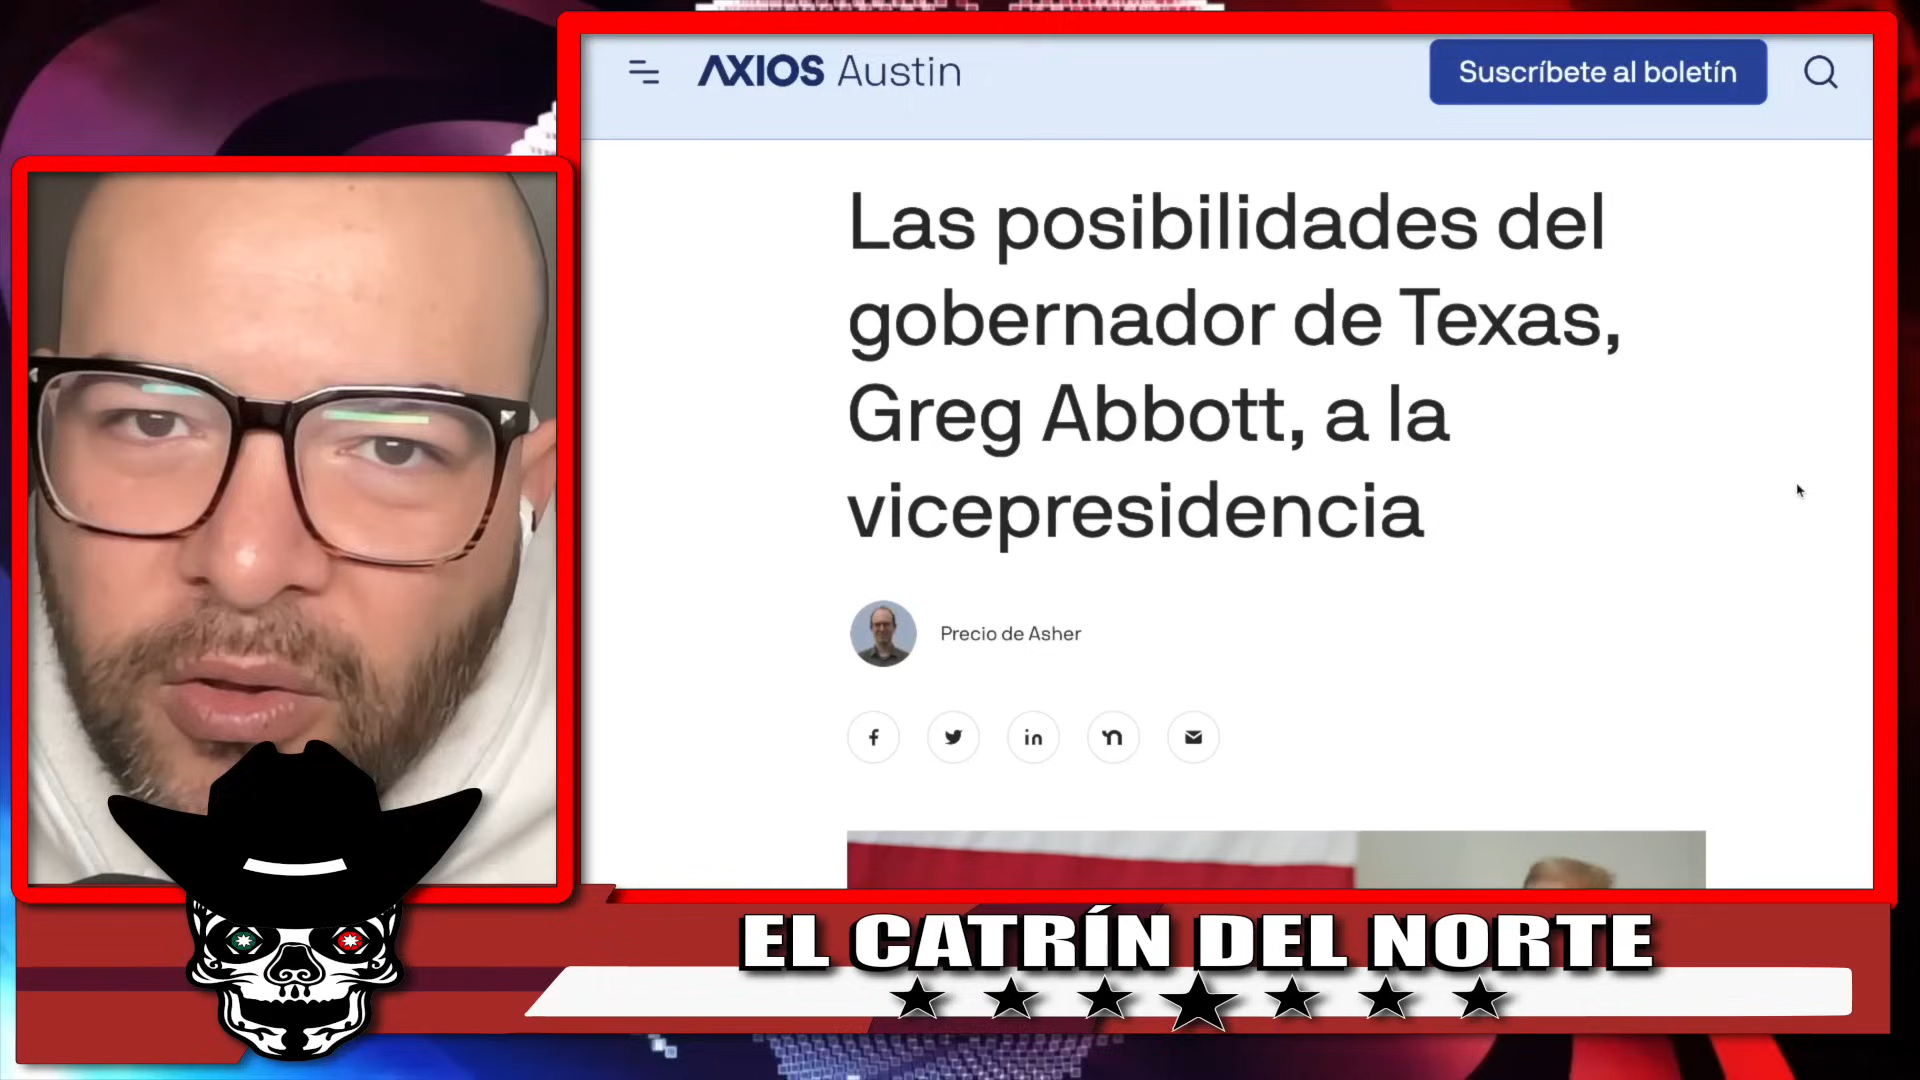 AXIOS Austin
Suscríbete al boletín
Las posibilidades del
gobernador de Texas,
Greg Abbott, a la
vicepresidencia
Precio de Asher
EL CATRÍN DEL NORTE